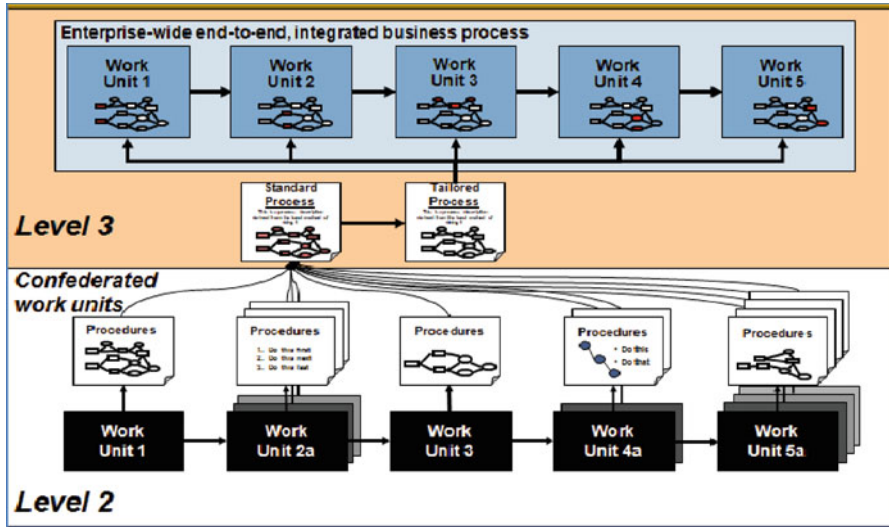 Enterprise-wide end-to-end, integrated business process
Work
Unit 1
Work
Unit 2
Work
Unit 3
Work
Unit 4
Work
Unit 5
Standard
Process
Tailored
Process
Level 3
Confederated
work units
Procedures
Procedures
1. Do this first
2. Do this next
3. Do this last
Procedures
Procedures
• Do this
• Do that
Procedures
Work
Unit 1
Work
Unit 2a
Work
Unit 3
Work
Unit 4a
Work
Unit 5a
Level 2